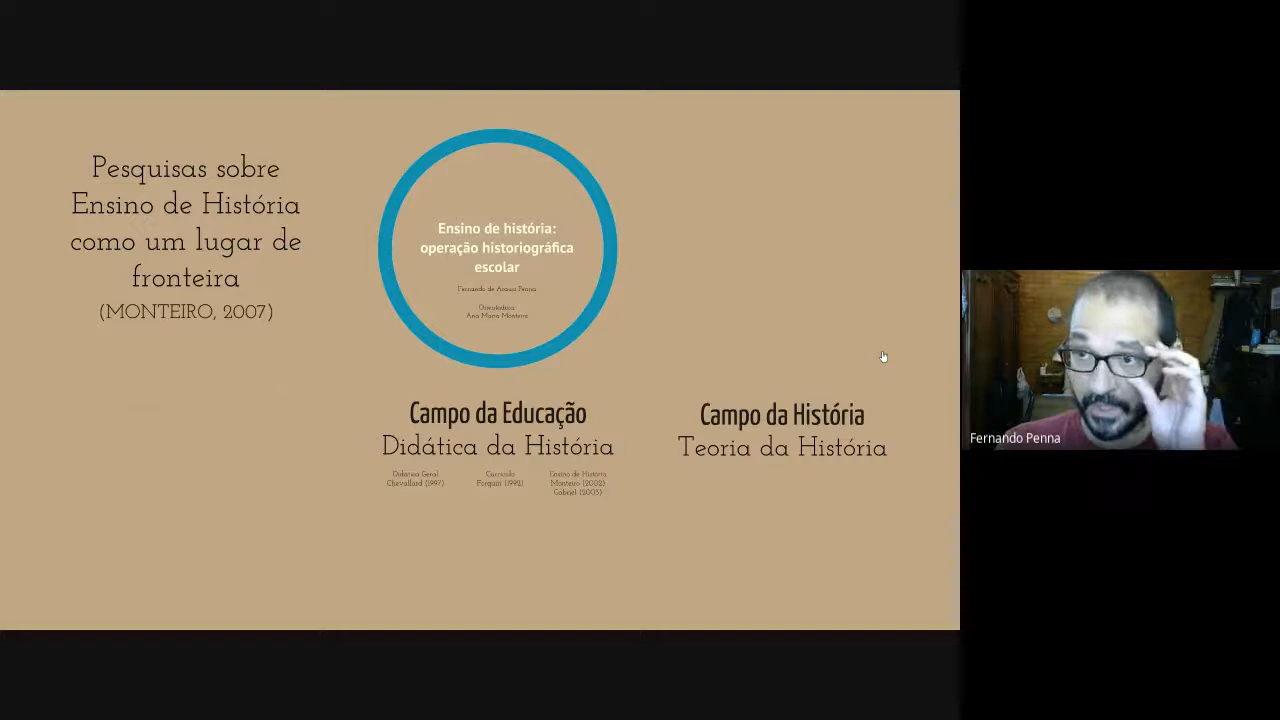 Pesquisas sobre
Ensino de História
como um lugar de
fronteira
(MONTEIRO, 2007)
Ensino de história:
operação historiográfica
escolar
Fernando de Araujo Penna
Orientadora:
Ana Maria Monteiro
Campo da Educação
Didática da História
Didática Geral
Chevallard (1997)
Currículo
Forquin (1992)
Ensino de História
Monteiro (2002)
Gabriel (2003)
Campo da História
Teoria da História
Fernando Penna